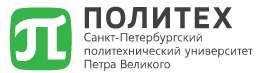 ПОЛИТЕХ
Санкт-Петербургский
политехнический университет
Петра Великого